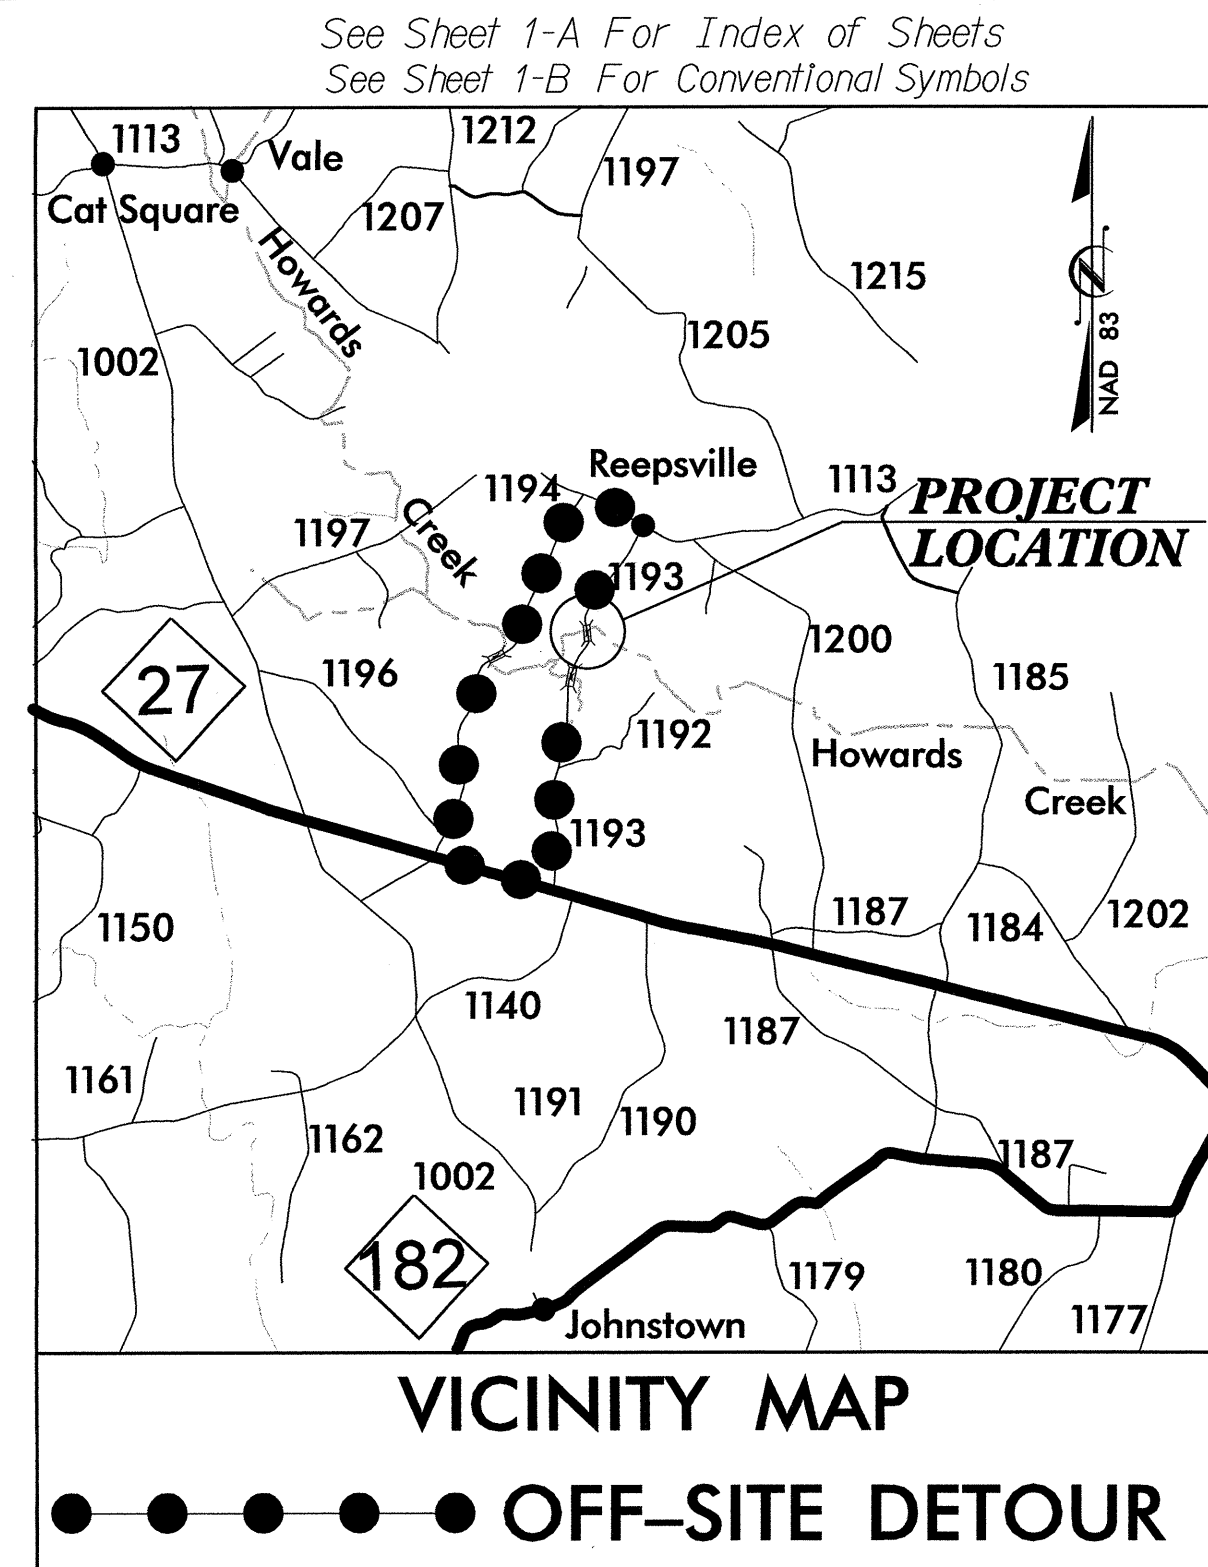 See Sheet 1-A For Index of Sheets
See Sheet 1-B For Conventional Symbols
1113
Vale
1212
1197
Cat Square
1207
Howards
1215
1002
1205
NAD 83
Reepsville
1194
1113
PROJECT
LOCATION
1197
Creek
1193
1200
27
1196
1185
1192
Howards
Creek
1193
1150
1187
1184
1202
1140
1187
1161
1191
1190
1162
1002
1187
182
1179
1180
1177
Johnstown
VICINITY MAP
OFF-SITE DETOUR